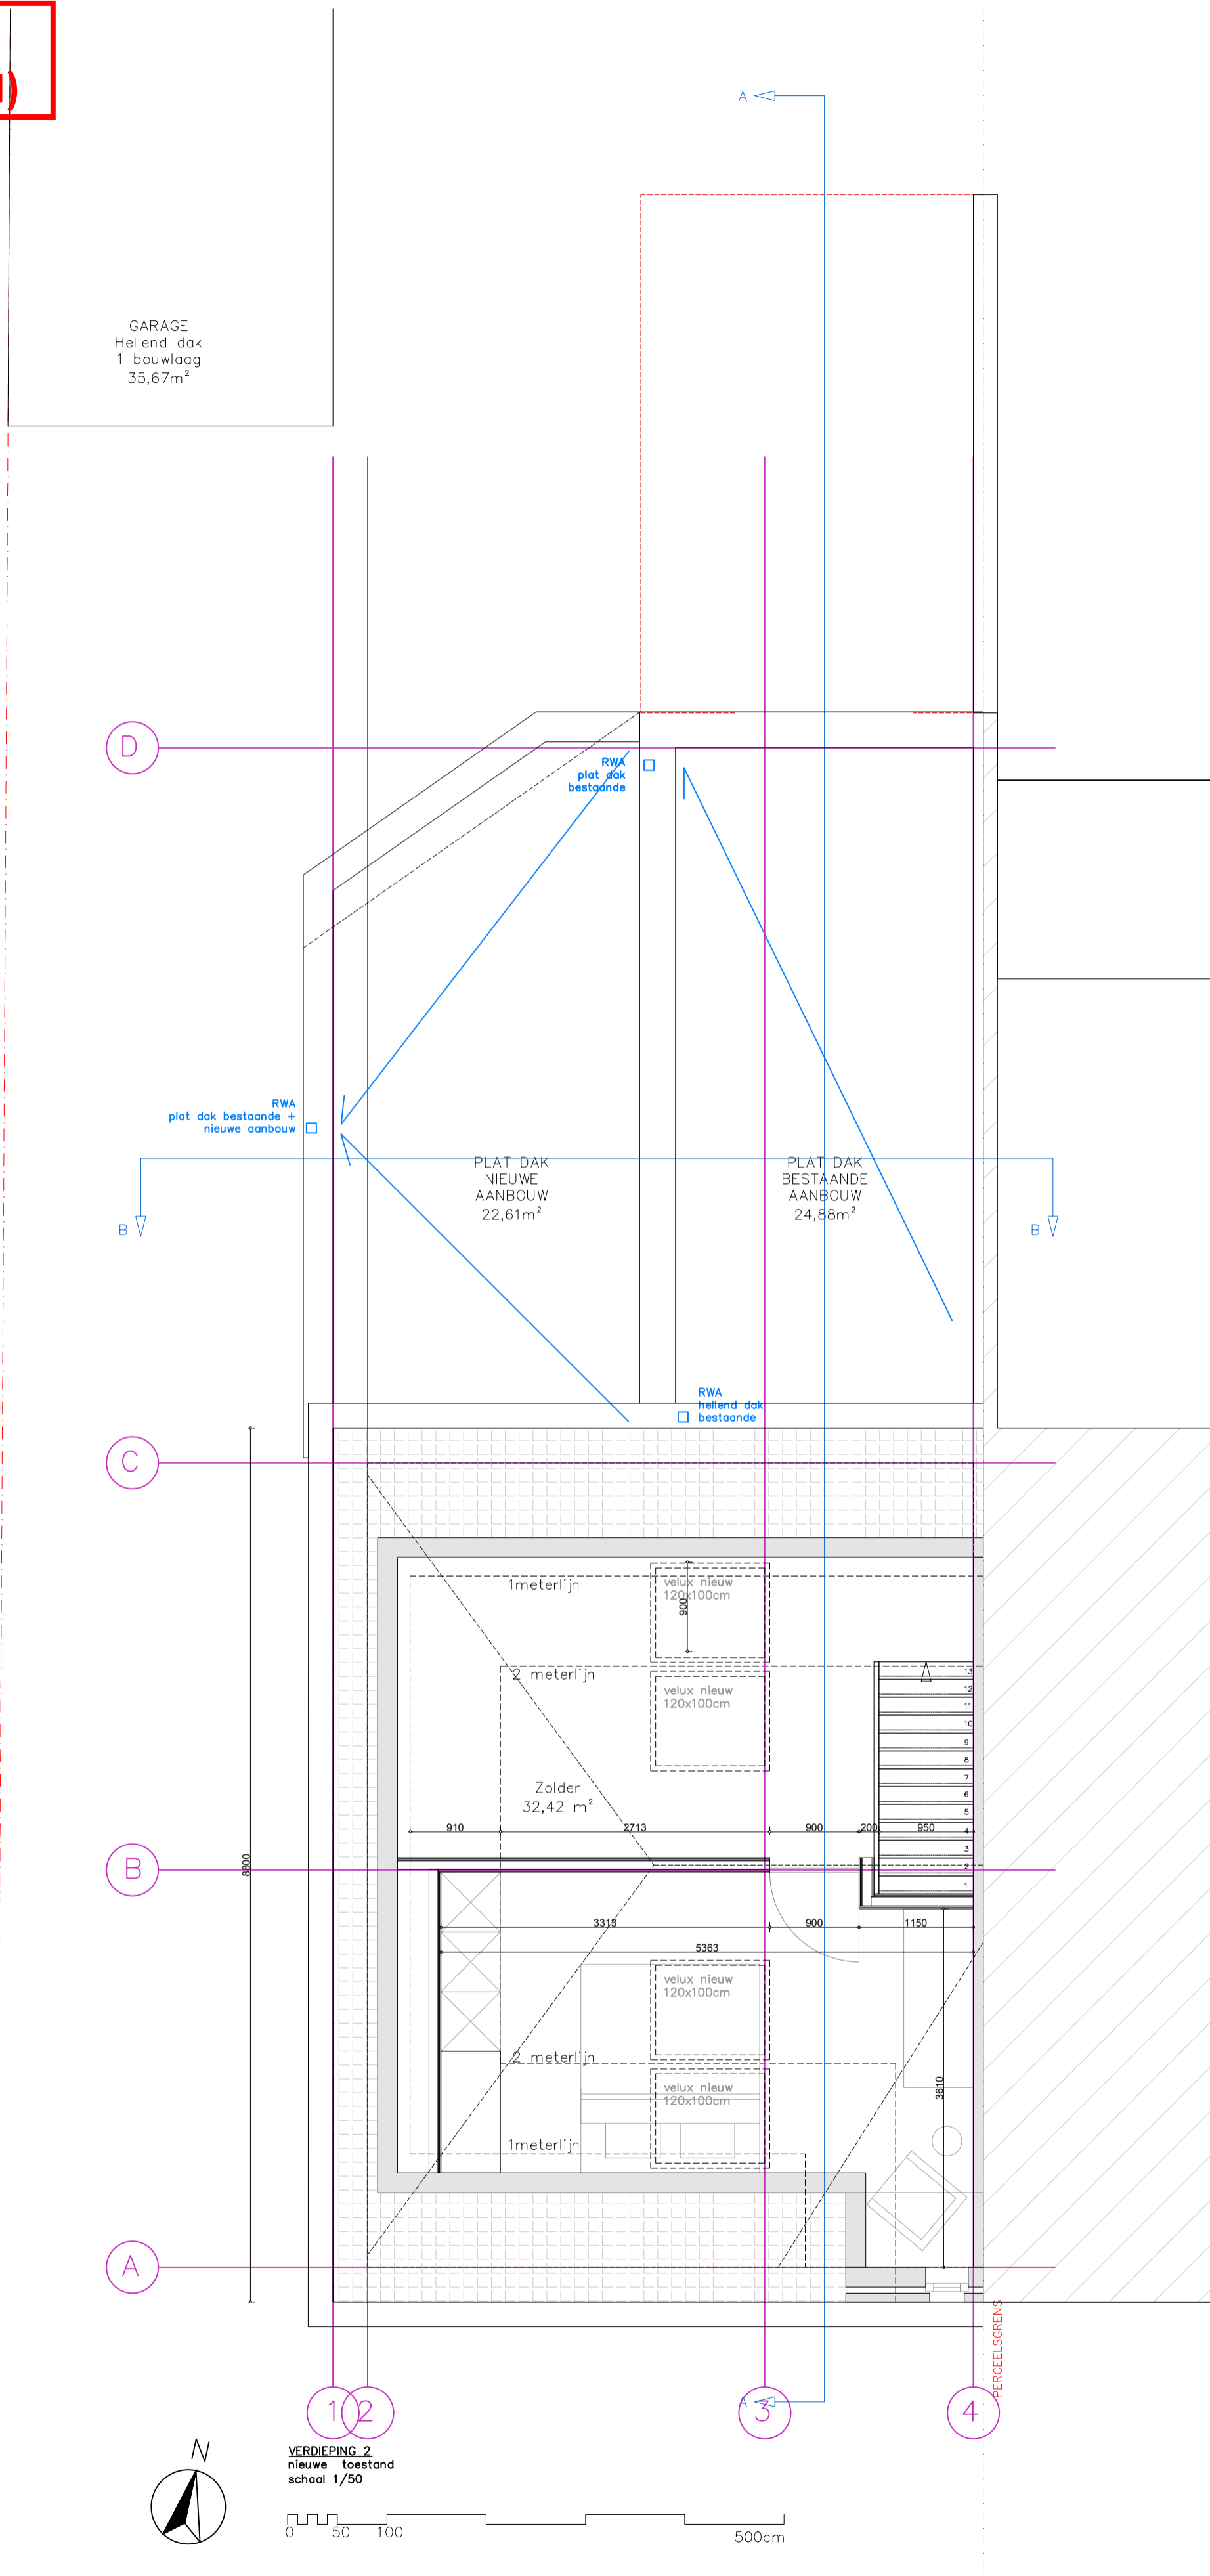 )
A
GARAGE
Hellend dak
1 bouwlaag
35,67m²
D
RWA
plat dak
bestaande
RWA
plat dak bestaande +
nieuwe aanbouw
PLAT DAK
NIEUWE
AANBOUW
22,61m²
PLAT DAK
BESTAANDE
AANBOUW
24,88m²
B
B
RWA
hellend dak
bestaande
C
1meterlijn
velux nieuw
120x100cm
900
2 meterlijn
velux nieuw
120x100cm
13
12
11
10
9
8
7
6
5
4
3
2
1
Zolder
32,42 m²
910
2713
900
200
950
8800
B
3313
900
1150
5363
velux nieuw
120x100cm
2 meterlijn
velux nieuw
120x100cm
3610
1meterlijn
A
PERCEELSGRENS
A
1
2
3
4
N
VERDIEPING 2
nieuwe toestand
schaal 1/50
0
50
100
500cm